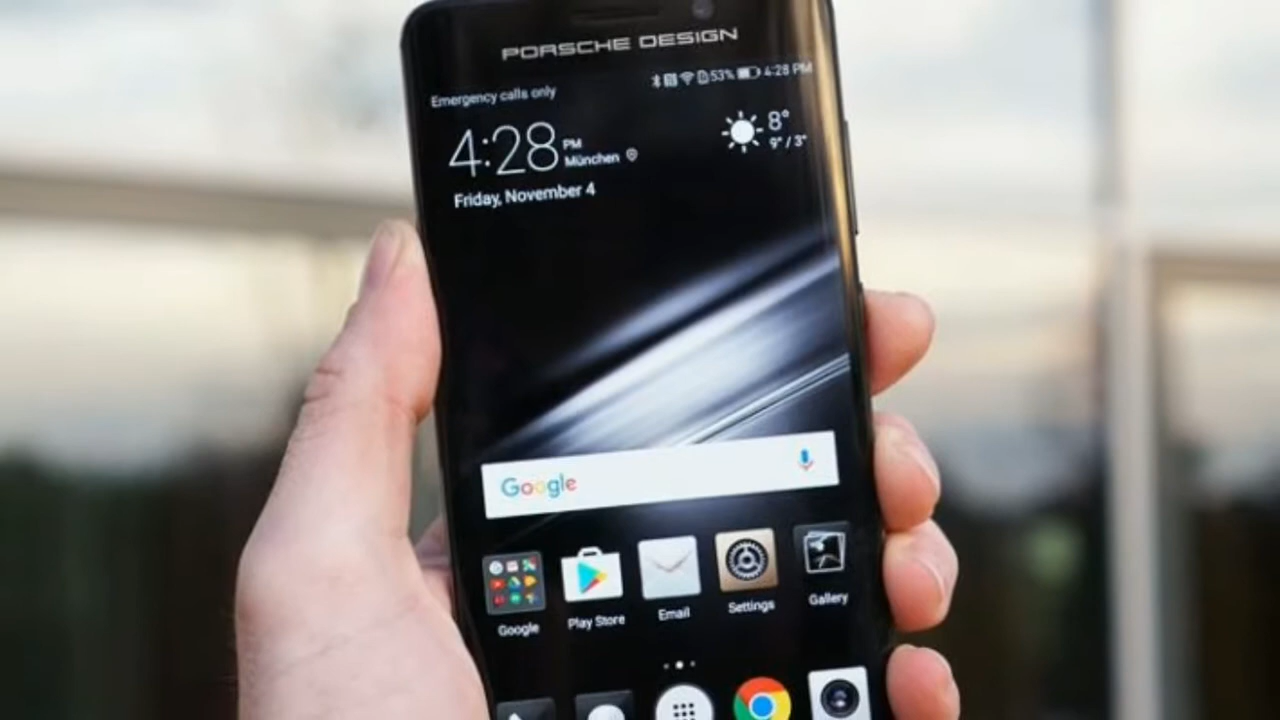 PORSCHE DESIGN
Emergency calls only
53% 4:28 PM
4:28 PM
München
8°
9° / 3°
Friday, November 4
Google
Google
Play Store
Email
Settings
Gallery